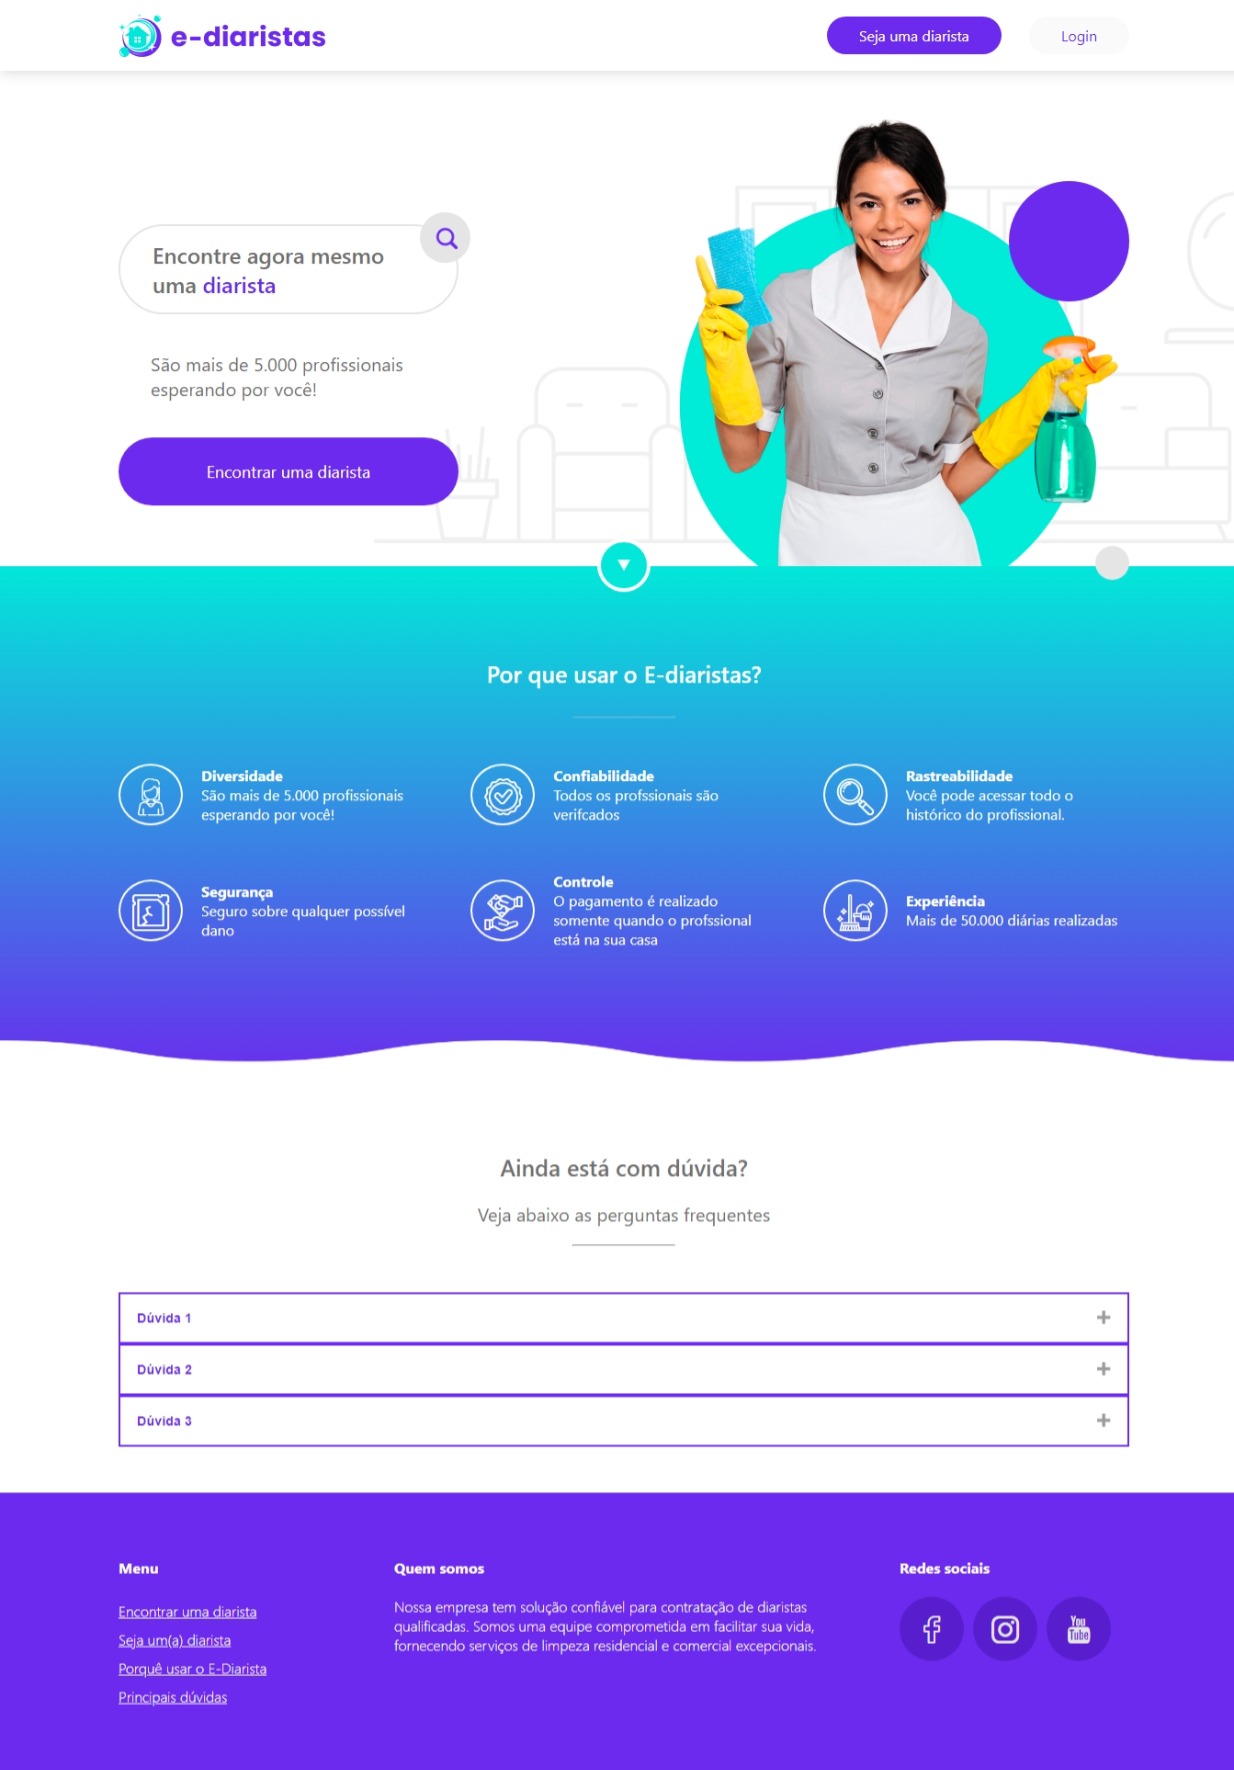 e-diaristas
Seja uma diarista
Login
Encontre agora mesmo
uma diarista
São mais de 5.000 profissionais
esperando por você!
Encontrar uma diarista
Por que usar o E-diaristas?
Diversidade
São mais de 5.000 profissionais
esperando por você!
Confiabilidade
Todos os profssionais são
verifcados
Rastreabilidade
Você pode acessar todo o
histórico do profissional.
Segurança
Seguro sobre qualquer possível
dano
Controle
O pagamento é realizado
somente quando o profssional
está na sua casa
Experiência
Mais de 50.000 diárias realizadas
Ainda está com dúvida?
Veja abaixo as perguntas frequentes
Dúvida 1
Dúvida 2
Dúvida 3
Menu
Encontrar uma diarista
Seja um(a) diarista
Porquê usar o E-Diarista
Principais dúvidas
Quem somos
Nossa empresa tem solução confiável para contratação de diaristas
qualificadas. Somos uma equipe comprometida em facilitar sua vida,
fornecendo serviços de limpeza residencial e comercial excepcionais.
Redes sociais
You
Tube